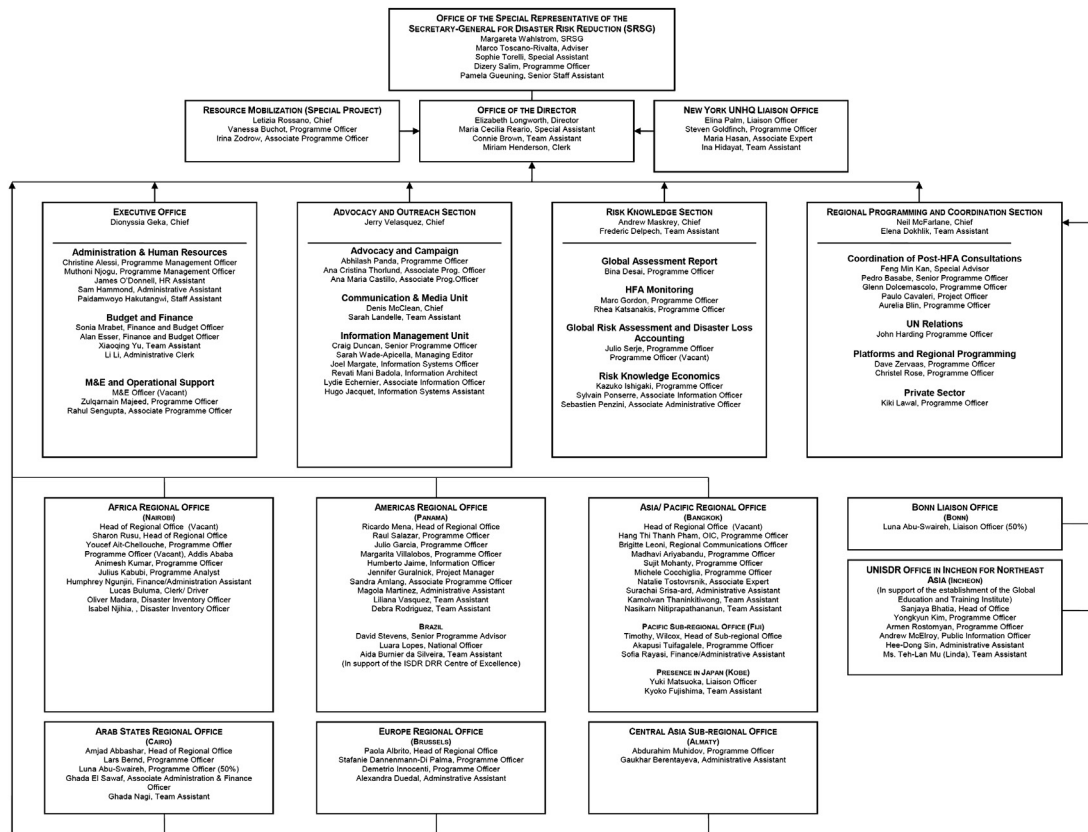 OFFICE OF THE SPECIAL REPRESENTATIVE OF THE
SECRETARY-GENERAL FOR DISASTER RISK REDUCTION (SRSG)
Margareta Wahlstrom, SRSG
Marco Toscano-Rivalta, Adviser
Sophie Torelli, Special Assistant
Dizery Salim, Programme Officer
Pamela Gueuning, Senior Staff Assistant
RESOURCE MOBILIZATION (SPECIAL PROJECT)
Letizia Rossano, Chief
Vanessa Buchot, Programme Officer
Irina Zodrow, Associate Programme Officer
OFFICE OF THE DIRECTOR
Elizabeth Longworth, Director
Maria Cecilia Reario, Special Assistant
Connie Brown, Team Assistant
Miriam Henderson, Clerk
NEW YORK UNHQ LIAISON OFFICE
Elina Palm, Liaison Officer
Steven Goldfinch, Programme Officer
Maria Hasan, Associate Expert
Ina Hidayat, Team Assistant
EXECUTIVE OFFICE
Dionyssia Geka, Chief
Administration & Human Resources
Christine Alessi, Programme Management Officer
Muthoni Njogu, Programme Management Officer
James O'Donnell, HR Assistant
Sam Hammond, Administrative Assistant
Paidamwoyo Hakutangwi, Staff Assistant
Budget and Finance
Sonia Mrabet, Finance and Budget Officer
Alan Esser, Finance and Budget Officer
Xiaoqing Yu, Team Assistant
Li Li, Administrative Clerk
M&E and Operational Support
M&E Officer (Vacant)
Zulqarnain Majeed, Programme Officer
Rahul Sengupta, Associate Programme Officer
ADVOCACY AND OUTREACH SECTION
Jerry Velasquez, Chief
Advocacy and Campaign
Abhilash Panda, Programme Officer
Ana Cristina Thorlund, Associate Prog. Officer
Ana Maria Castillo, Associate Prog.Officer
Communication & Media Unit
Denis McClean, Chief
Sarah Landelle, Team Assistant
Information Management Unit
Craig Duncan, Senior Programme Officer
Sarah Wade-Apicella, Managing Editor
Joel Margate, Information Systems Officer
Revati Mani Badola, Information Architect
Lydie Echernier, Associate Information Officer
Hugo Jacquet, Information Systems Assistant
RISK KNOWLEDGE SECTION
Andrew Maskrey, Chief
Frederic Delpech, Team Assistant
Global Assessment Report
Bina Desai, Programme Officer
HFA Monitoring
Marc Gordon, Programme Officer
Rhea Katsanakis, Programme Officer
Global Risk Assessment and Disaster Loss
Accounting
Julio Serje, Programme Officer
Programme Officer (Vacant)
Risk Knowledge Economics
Kazuko Ishigaki, Programme Officer
Sylvain Ponserre, Associate Information Officer
Sebastien Penzini, Associate Administrative Officer
REGIONAL PROGRAMMING AND COORDINATION SECTION
Neil McFarlane, Chief
Elena Dokhlik, Team Assistant
Coordination of Post-HFA Consultations
Feng Min Kan, Special Advisor
Pedro Basabe, Senior Programme Officer
Glenn Dolcemascolo, Programme Officer
Paolo Cavaleri, Project Officer
Aurelia Blin, Programme Officer
UN Relations
John Harding Programme Officer
Platforms and Regional Programming
Dave Zervaas, Programme Officer
Christel Rose, Programme Officer
Private Sector
Kiki Lawal, Programme Officer
AFRICA REGIONAL OFFICE
(NAIROBI)
Head of Regional Office (Vacant)
Sharon Rusu, Head of Regional Office
Youcef Ait-Chellouche, Programme Offier
Programme Officer (Vacant), Addis Ababa
Animesh Kumar, Programme Officer
Julius Kabubi, Programme Analyst
Humphrey Ngunjiri, Finance/Administration Assistant
Lucas Buluma, Clerk/ Driver
Oliver Madara, Disaster Inventory Officer
Isabel Njihia, , Disaster Inventory Officer
AMERICAS REGIONAL OFFICE
(PANAMA)
Ricardo Mena, Head of Regional Office
Raul Salazar, Programme Officer
Julio Garcia, Programme Officer
Margarita Villalobos, Programme Officer
Humberto Jaime, Information Officer
Jennifer Guralnick, Project Manager
Sandra Amlang, Associate Programme Officer
Magola Martinez, Administrative Assistant
Liliana Vasquez, Team Assistant
Debra Rodriguez, Team Assistant
BRAZIL
David Stevens, Senior Programme Advisor
Luara Lopes, National Officer
Aida Burnier da Silveira, Team Assistant
(In support of the ISDR DRR Centre of Excellence)
ASIA/ PACIFIC REGIONAL OFFICE
(BANGKOK)
Head of Regional Office (Vacant)
Hang Thi Thanh Pham, OIC, Programme Officer
Brigitte Leoni, Regional Communications Officer
Madhavi Ariyabandu, Programme Officer
Sujit Mohanty, Programme Officer
Michele Cocchiglia, Programme Officer
Natalie Tostovrsnik, Associate Expert
Surachai Srisa-ard, Administrative Assistant
Kamolwan Thaninkitiwong, Team Assistant
Nasikarn Nitiprapathananun, Team Assistant
PACIFIC SUB-REGIONAL OFFICE (FIJI)
Timothy, Wilcox, Head of Sub-regional Office
Akapusi Tuifagalele, Programme Officer
Sofia Rayasi, Finance/Administrative Assistant
PRESENCE IN JAPAN (KOBE)
Yuki Matsuoka, Liaison Officer
Kyoko Fujishima, Team Assistant
BONN LIAISON OFFICE
(BONN)
Luna Abu-Swaireh, Liaison Officer (50%)
UNISDR OFFICE IN INCHEON FOR NORTHEAST
ASIA (INCHEON)
(In support of the establishment of the Global
Education and Training Institute)
Sanjaya Bhatia, Head of Office
Yongkyun Kim, Programme Officer
Armen Rostomyan, Programme Officer
Andrew McElroy, Public Information Officer
Hee-Dong Sin, Administrative Assistant
Ms. Teh-Lan Mu (Linda), Team Assistant
ARAB STATES REGIONAL OFFICE
(CAIRO)
Amjad Abbashar, Head of Regional Office
Lars Bernd, Programme Officer
Luna Abu-Swaireh, Programme Officer (50%)
Ghada El Sawaf, Associate Administration & Finance
Officer
Ghada Nagi, Team Assistant
EUROPE REGIONAL OFFICE
(BRUSSELS)
Paola Albrito, Head of Regional Office
Stafanie Dannenmann-Di Palma, Programme Officer
Demetrio Innocenti, Programme Officer
Alexandra Duedal, Adminstrative Assistant
CENTRAL ASIA SUB-REGIONAL OFFICE
(ALMATY)
Abdurahim Muhidov, Programme Officer
Gaukhar Berentayeva, Administrative Assistant